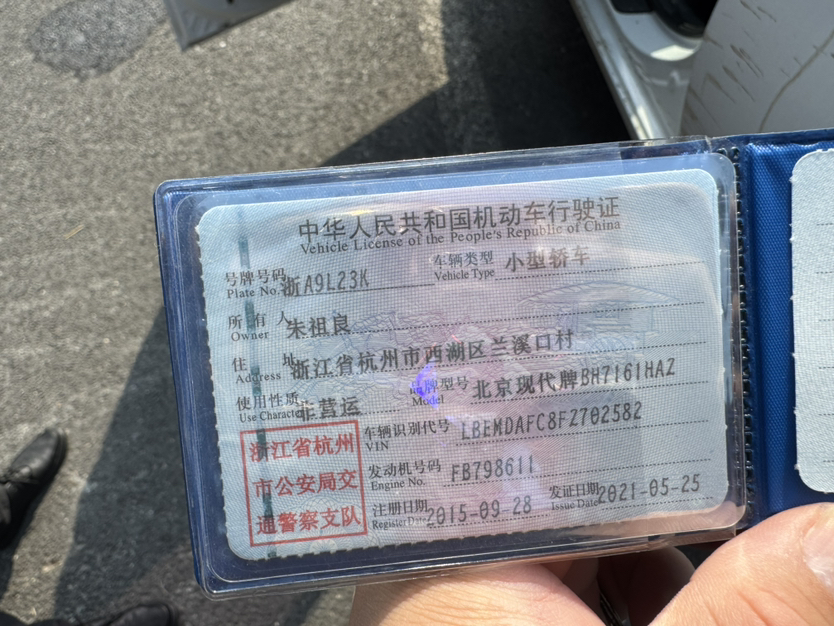 中华人民共和国机动车行驶证
Vehicle License of the People's Republic of China
号牌号码 浙A9L23K 车辆类型 小型轿车
Plate No. Vehicle Type
所有人 朱祖良
Owner
住址 浙江省杭州市西湖区兰溪口村
Address
使用性质 非营运 品牌型号 北京现代牌BH7161HAZ
Use Character Model
车辆识别代号 LBEMDAFC8FZ702582
VIN
发动机号码 FB798611
Engine No.
注册日期 2015-09-28 发证日期 2021-05-25
Register Date Issue Date
浙江省杭州
市公安局交
通警察支队